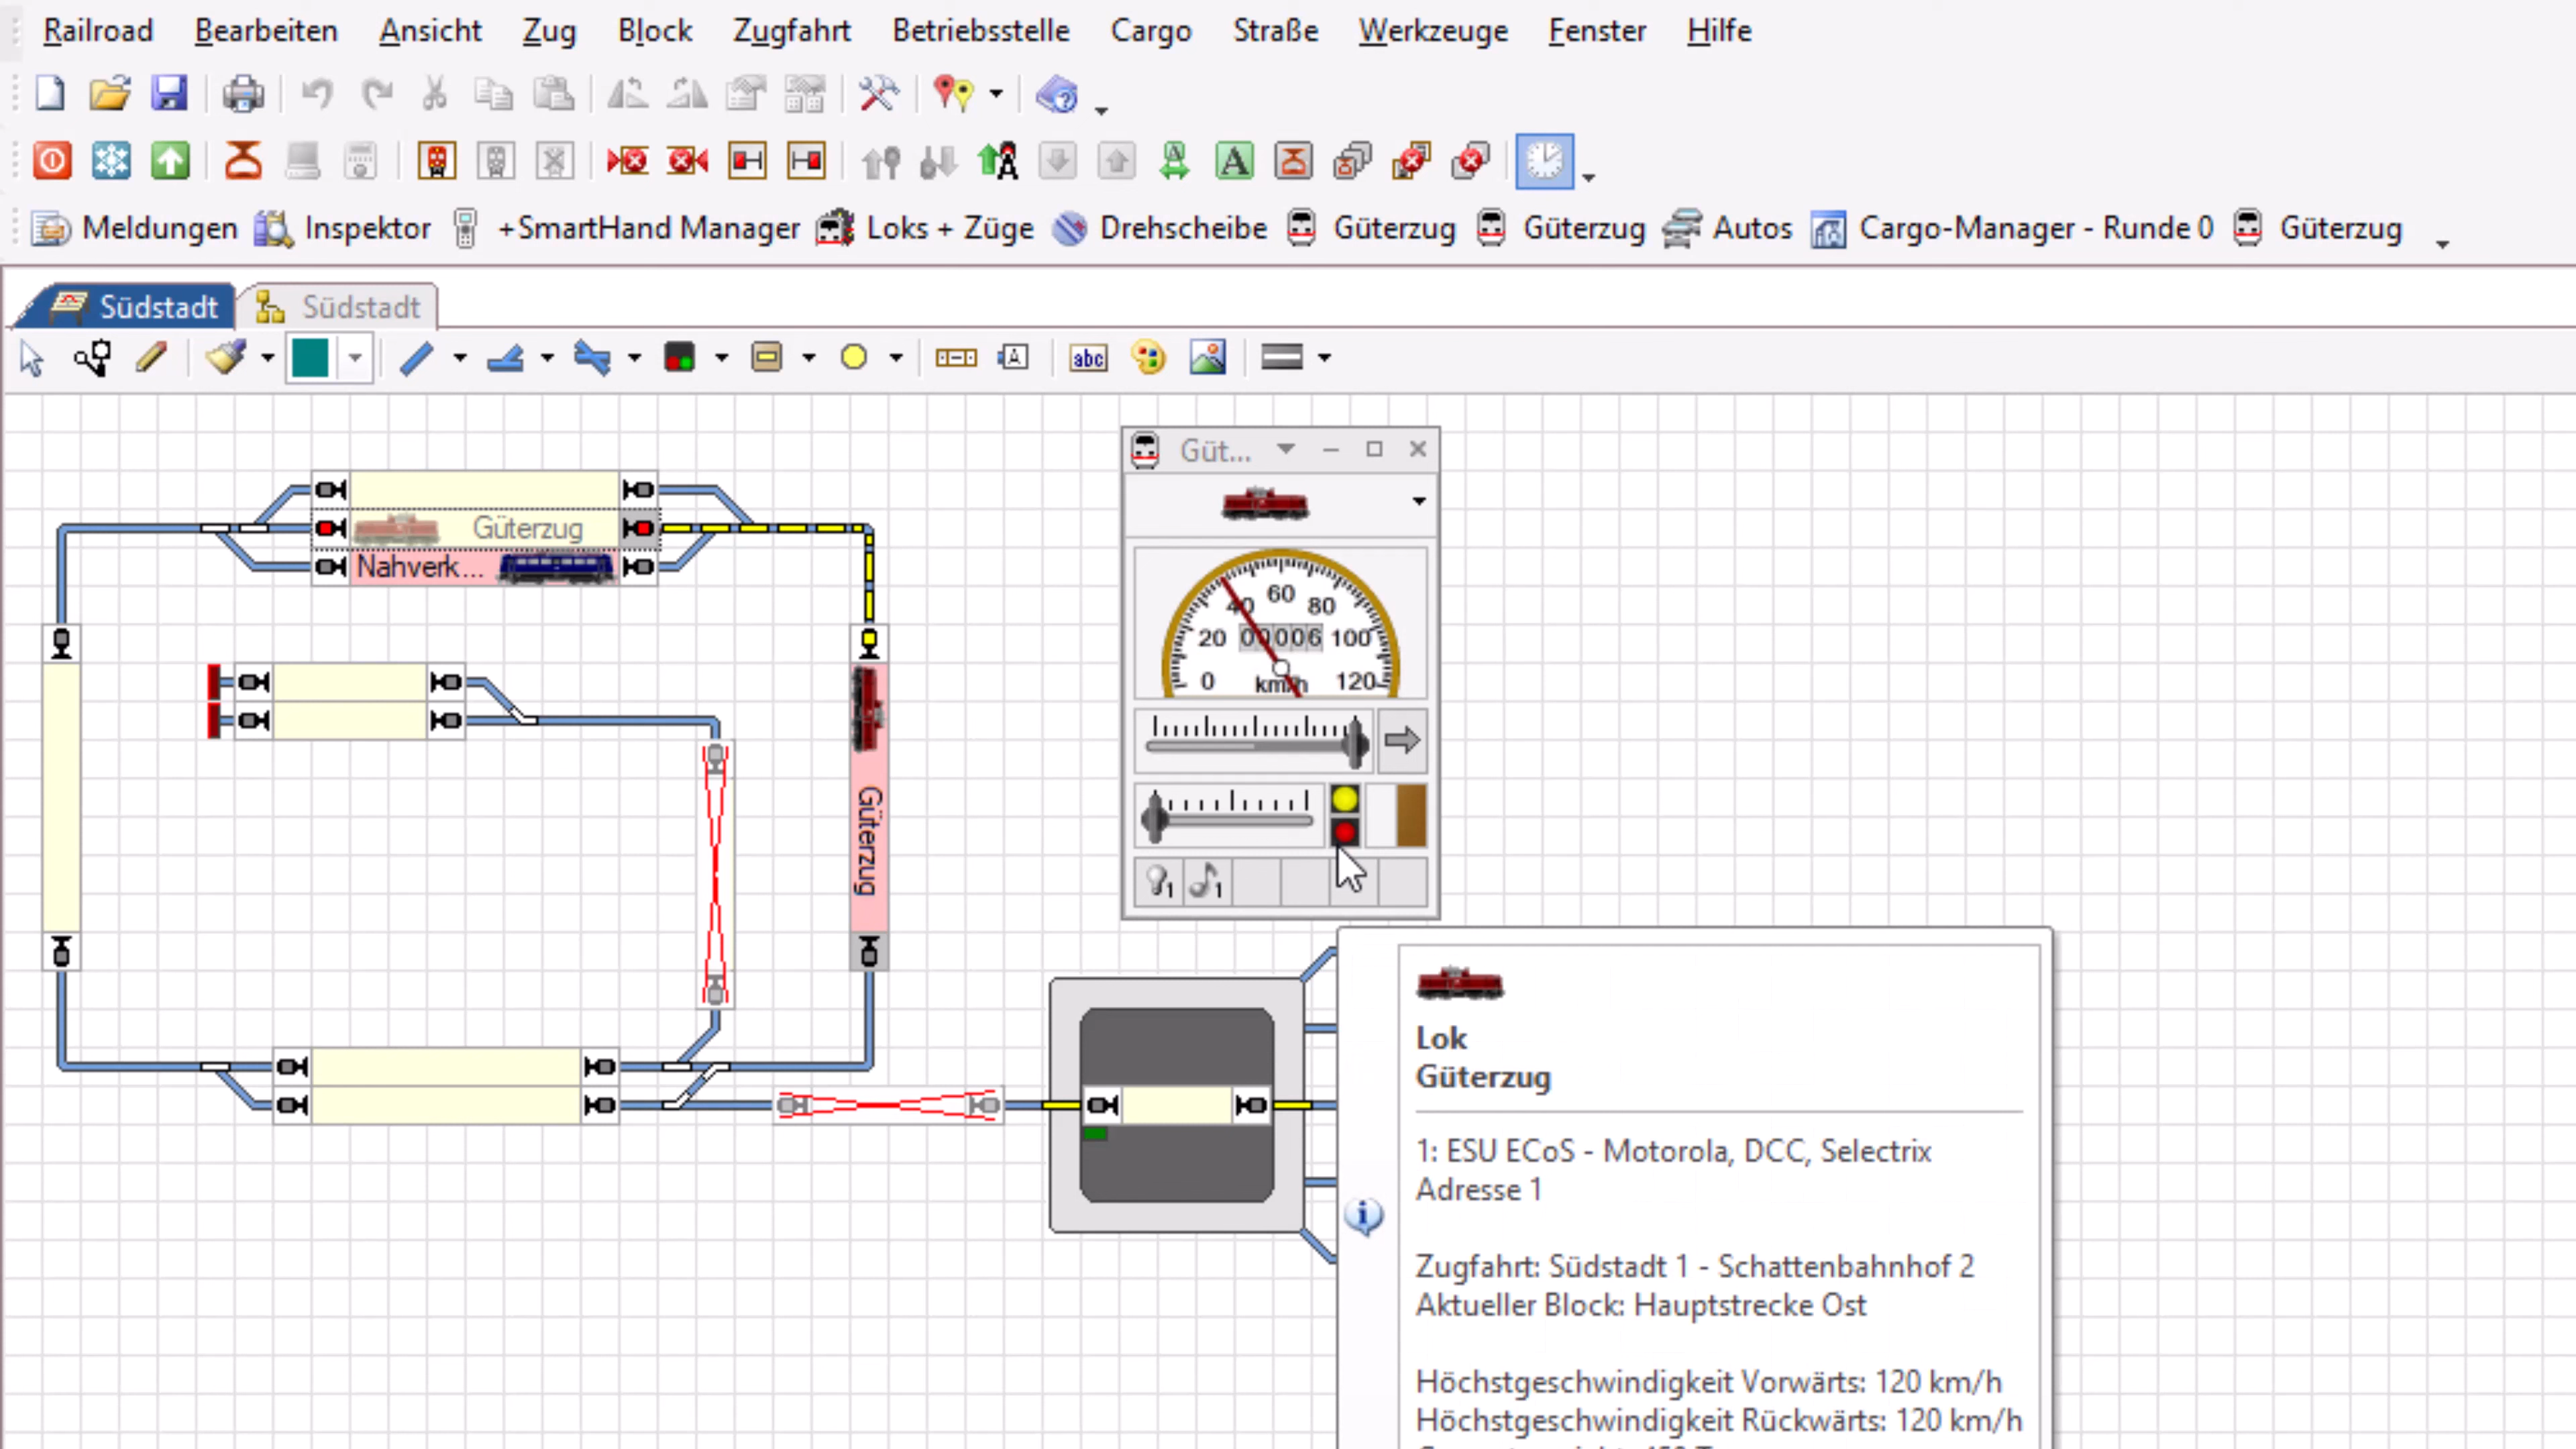 Railroad Bearbeiten Ansicht Zug Block Zugfahrt Betriebsstelle Cargo Straße Werkzeuge Fenster Hilfe
Meldungen Inspektor +SmartHand Manager Loks + Züge Drehscheibe Güterzug Güterzug Autos Cargo-Manager - Runde 0 Güterzug
Südstadt Südstadt
abc
Güterzug
Nahverk...
Güterzug
Güt...
0 20 40 60 80 100 120
00006
km/h
1 1
Lok
Güterzug
1: ESU ECoS - Motorola, DCC, Selectrix
Adresse 1
Zugfahrt: Südstadt 1 - Schattenbahnhof 2
Aktueller Block: Hauptstrecke Ost
Höchstgeschwindigkeit Vorwärts: 120 km/h
Höchstgeschwindigkeit Rückwärts: 120 km/h